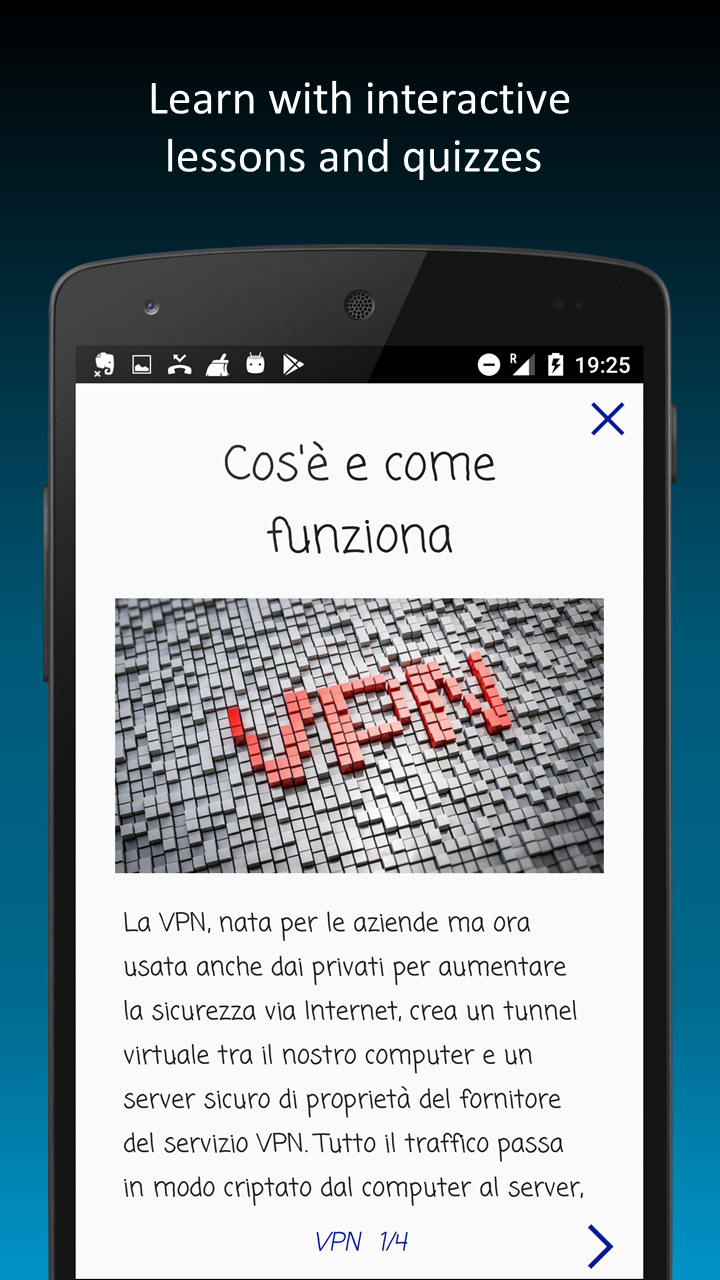 Learn with interactive
lessons and quizzes
R 19:25
Cos'è e come
funziona
VPN
La VPN, nata per le aziende ma ora
usata anche dai privati per aumentare
la sicurezza via Internet, crea un tunnel
virtuale tra il nostro computer e un
server sicuro di proprietà del fornitore
del servizio VPN. Tutto il traffico passa
in modo criptato dal computer al server,
VPN 1/4